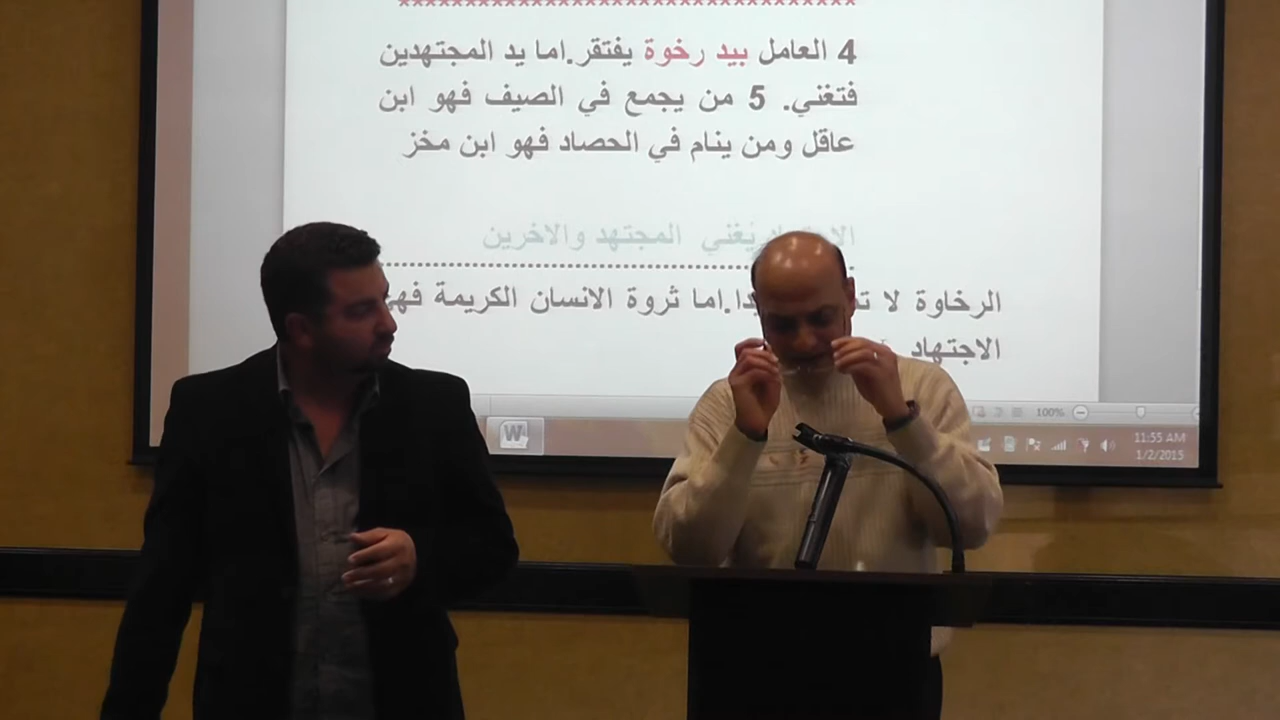 *********************************
4 العامل بيد رخوة يفتقر.اما يد المجتهدين
فتغني. 5 من يجمع في الصيف فهو ابن
عاقل ومن ينام في الحصاد فهو ابن مخز
يُغني المجتهد والاخرين
الرخاوة لا اما ثروة الانسان الكريمة
الاجتهاد
W
100%
11:55 AM
1/2/2015